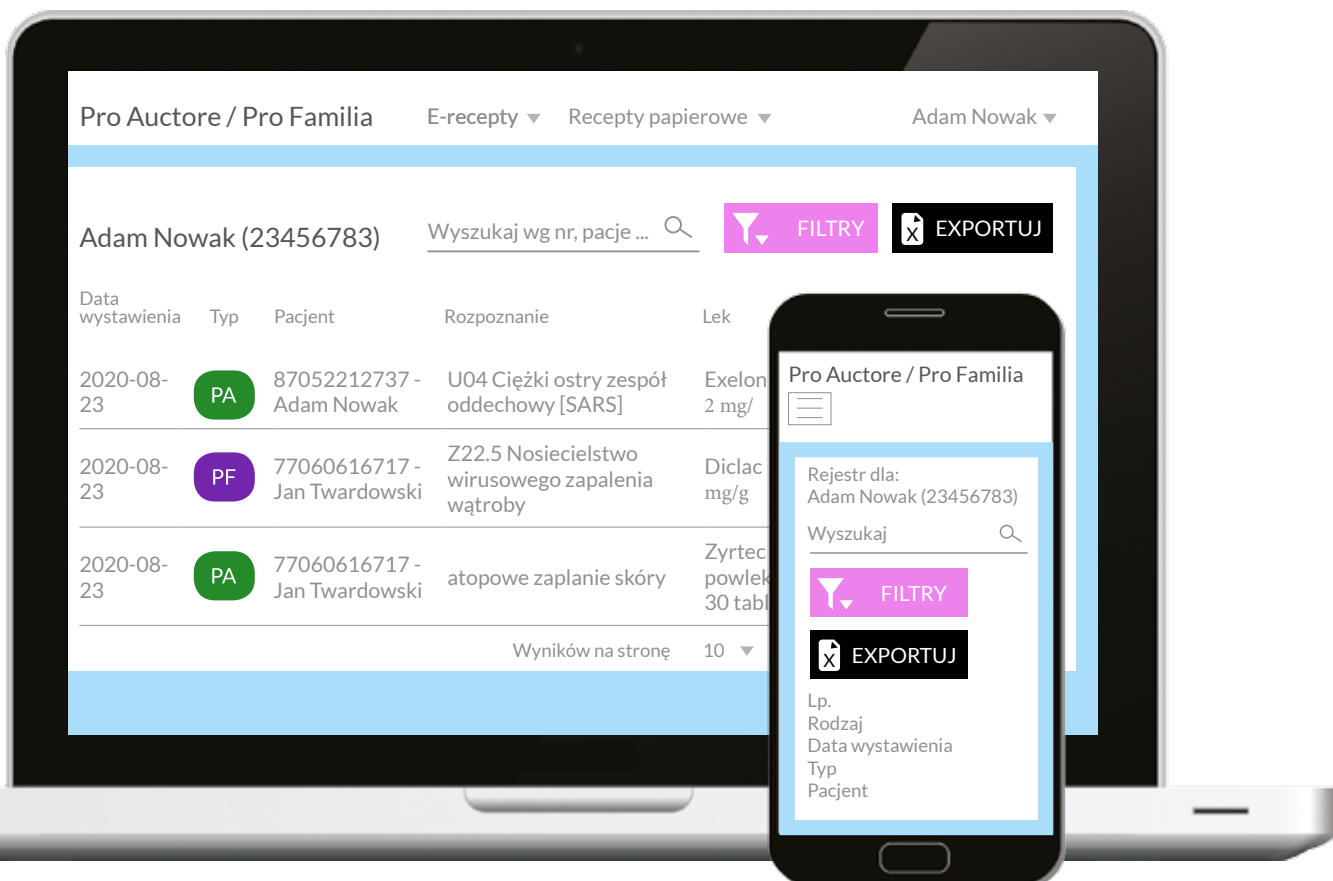 Pro Auctore / Pro Familia E-recepty Recepty papierowe Adam Nowak
Adam Nowak (23456783) Wyszukaj wg nr, pacje ... FILTRY X EXPORTUJ
Data
wystawienia Typ Pacjent Rozpoznanie Lek
2020-08-
23
PA
87052212737 -
Adam Nowak
U04 Ciężki ostry zespół
oddechowy [SARS]
Exelon
2 mg/
2020-08-
23
PF
77060616717 -
Jan Twardowski
Z22.5 Nosiecielstwo
wirusowego zapalenia
wątroby
Diclac
mg/g
2020-08-
23
PA
77060616717 -
Jan Twardowski
atopowe zaplanie skóry
Zyrtec
powlek
30 tabl
Wyników na stronę 10
Pro Auctore / Pro Familia
Rejestr dla:
Adam Nowak (23456783)
Wyszukaj
FILTRY
X EXPORTUJ
Lp.
Rodzaj
Data wystawienia
Typ
Pacjent